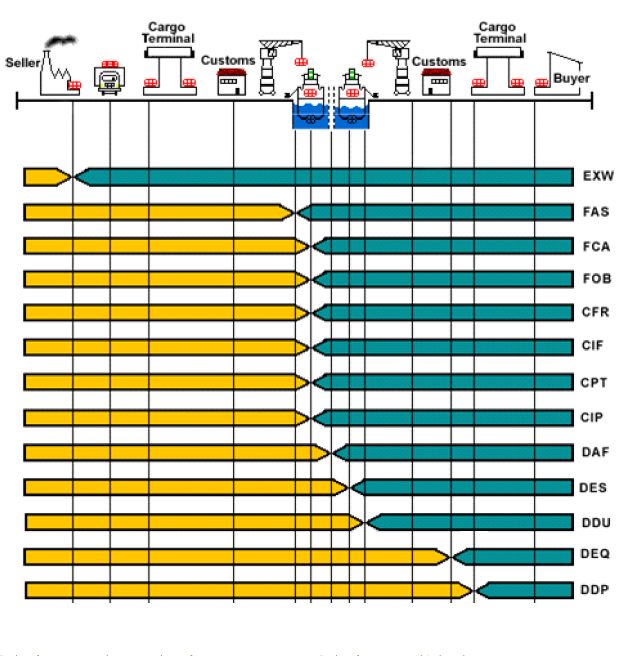 Cargo
Terminal
Cargo
Terminal
Seller
Customs
Customs
Buyer
EXW
FAS
FCA
FOB
CFR
CIF
CPT
CIP
DAF
DES
DDU
DEQ
DDP